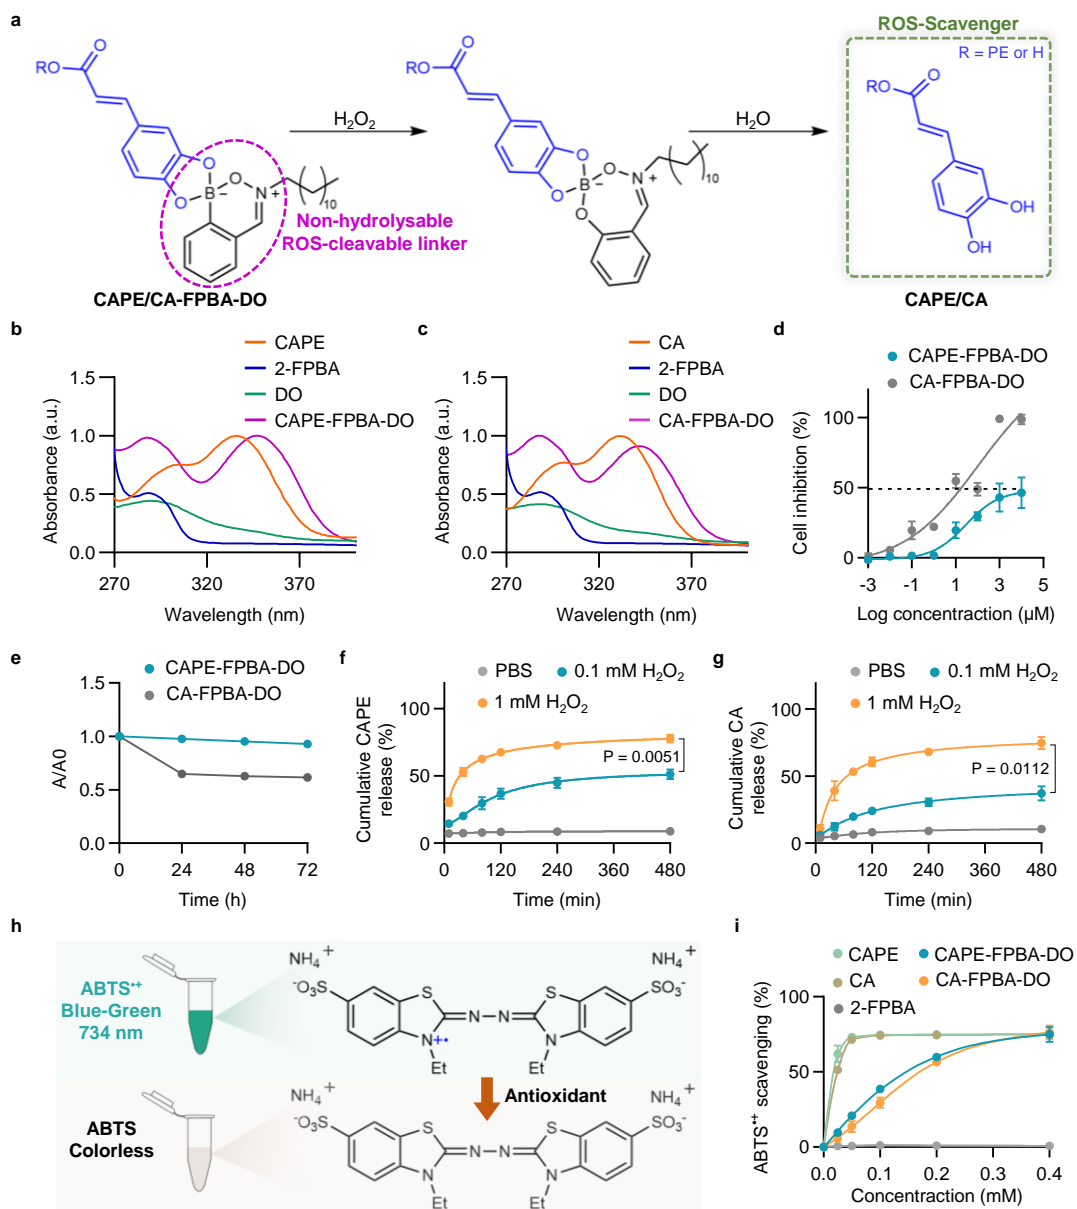 a
ROS-Scavenger
R = PE or H
RO
O
H₂O₂
RO
O
H₂O
RO
O
O
O
B
−
O
N
+
10
Non-hydrolysable
ROS-cleavable linker
O
O
B
−
O
O
N
+
10
OH
OH
CAPE/CA-FPBA-DO
CAPE/CA
b
CAPE
2-FPBA
DO
CAPE-FPBA-DO
Absorbance (a.u.)
1.5
1.0
0.5
0.0
270
320
370
Wavelength (nm)
c
CA
2-FPBA
DO
CA-FPBA-DO
Absorbance (a.u.)
1.5
1.0
0.5
0.0
270
320
370
Wavelength (nm)
d
CAPE-FPBA-DO
CA-FPBA-DO
Cell inhibition (%)
100
50
0
-3
-1
1
3
5
Log concentraction (μM)
e
CAPE-FPBA-DO
CA-FPBA-DO
A/A0
1.5
1.0
0.5
0.0
0
24
48
72
Time (h)
f
PBS
0.1 mM H₂O₂
1 mM H₂O₂
Cumulative CAPE
release (%)
100
50
0
P = 0.0051
0
120
240
360
480
Time (min)
g
PBS
0.1 mM H₂O₂
1 mM H₂O₂
Cumulative CA
release (%)
100
50
0
P = 0.0112
0
120
240
360
480
Time (min)
h
ABTS•+
Blue-Green
734 nm
NH₄+
NH₄+
-O₃S
S
N
N
S
SO₃-
N
+•
N
Et
Et
Antioxidant
ABTS
Colorless
NH₄+
NH₄+
-O₃S
S
N
N
S
SO₃-
N
N
Et
Et
i
CAPE
CAPE-FPBA-DO
CA
CA-FPBA-DO
2-FPBA
ABTS•+ scavenging (%)
100
50
0
0.0
0.1
0.2
0.3
0.4
Concentraction (mM)